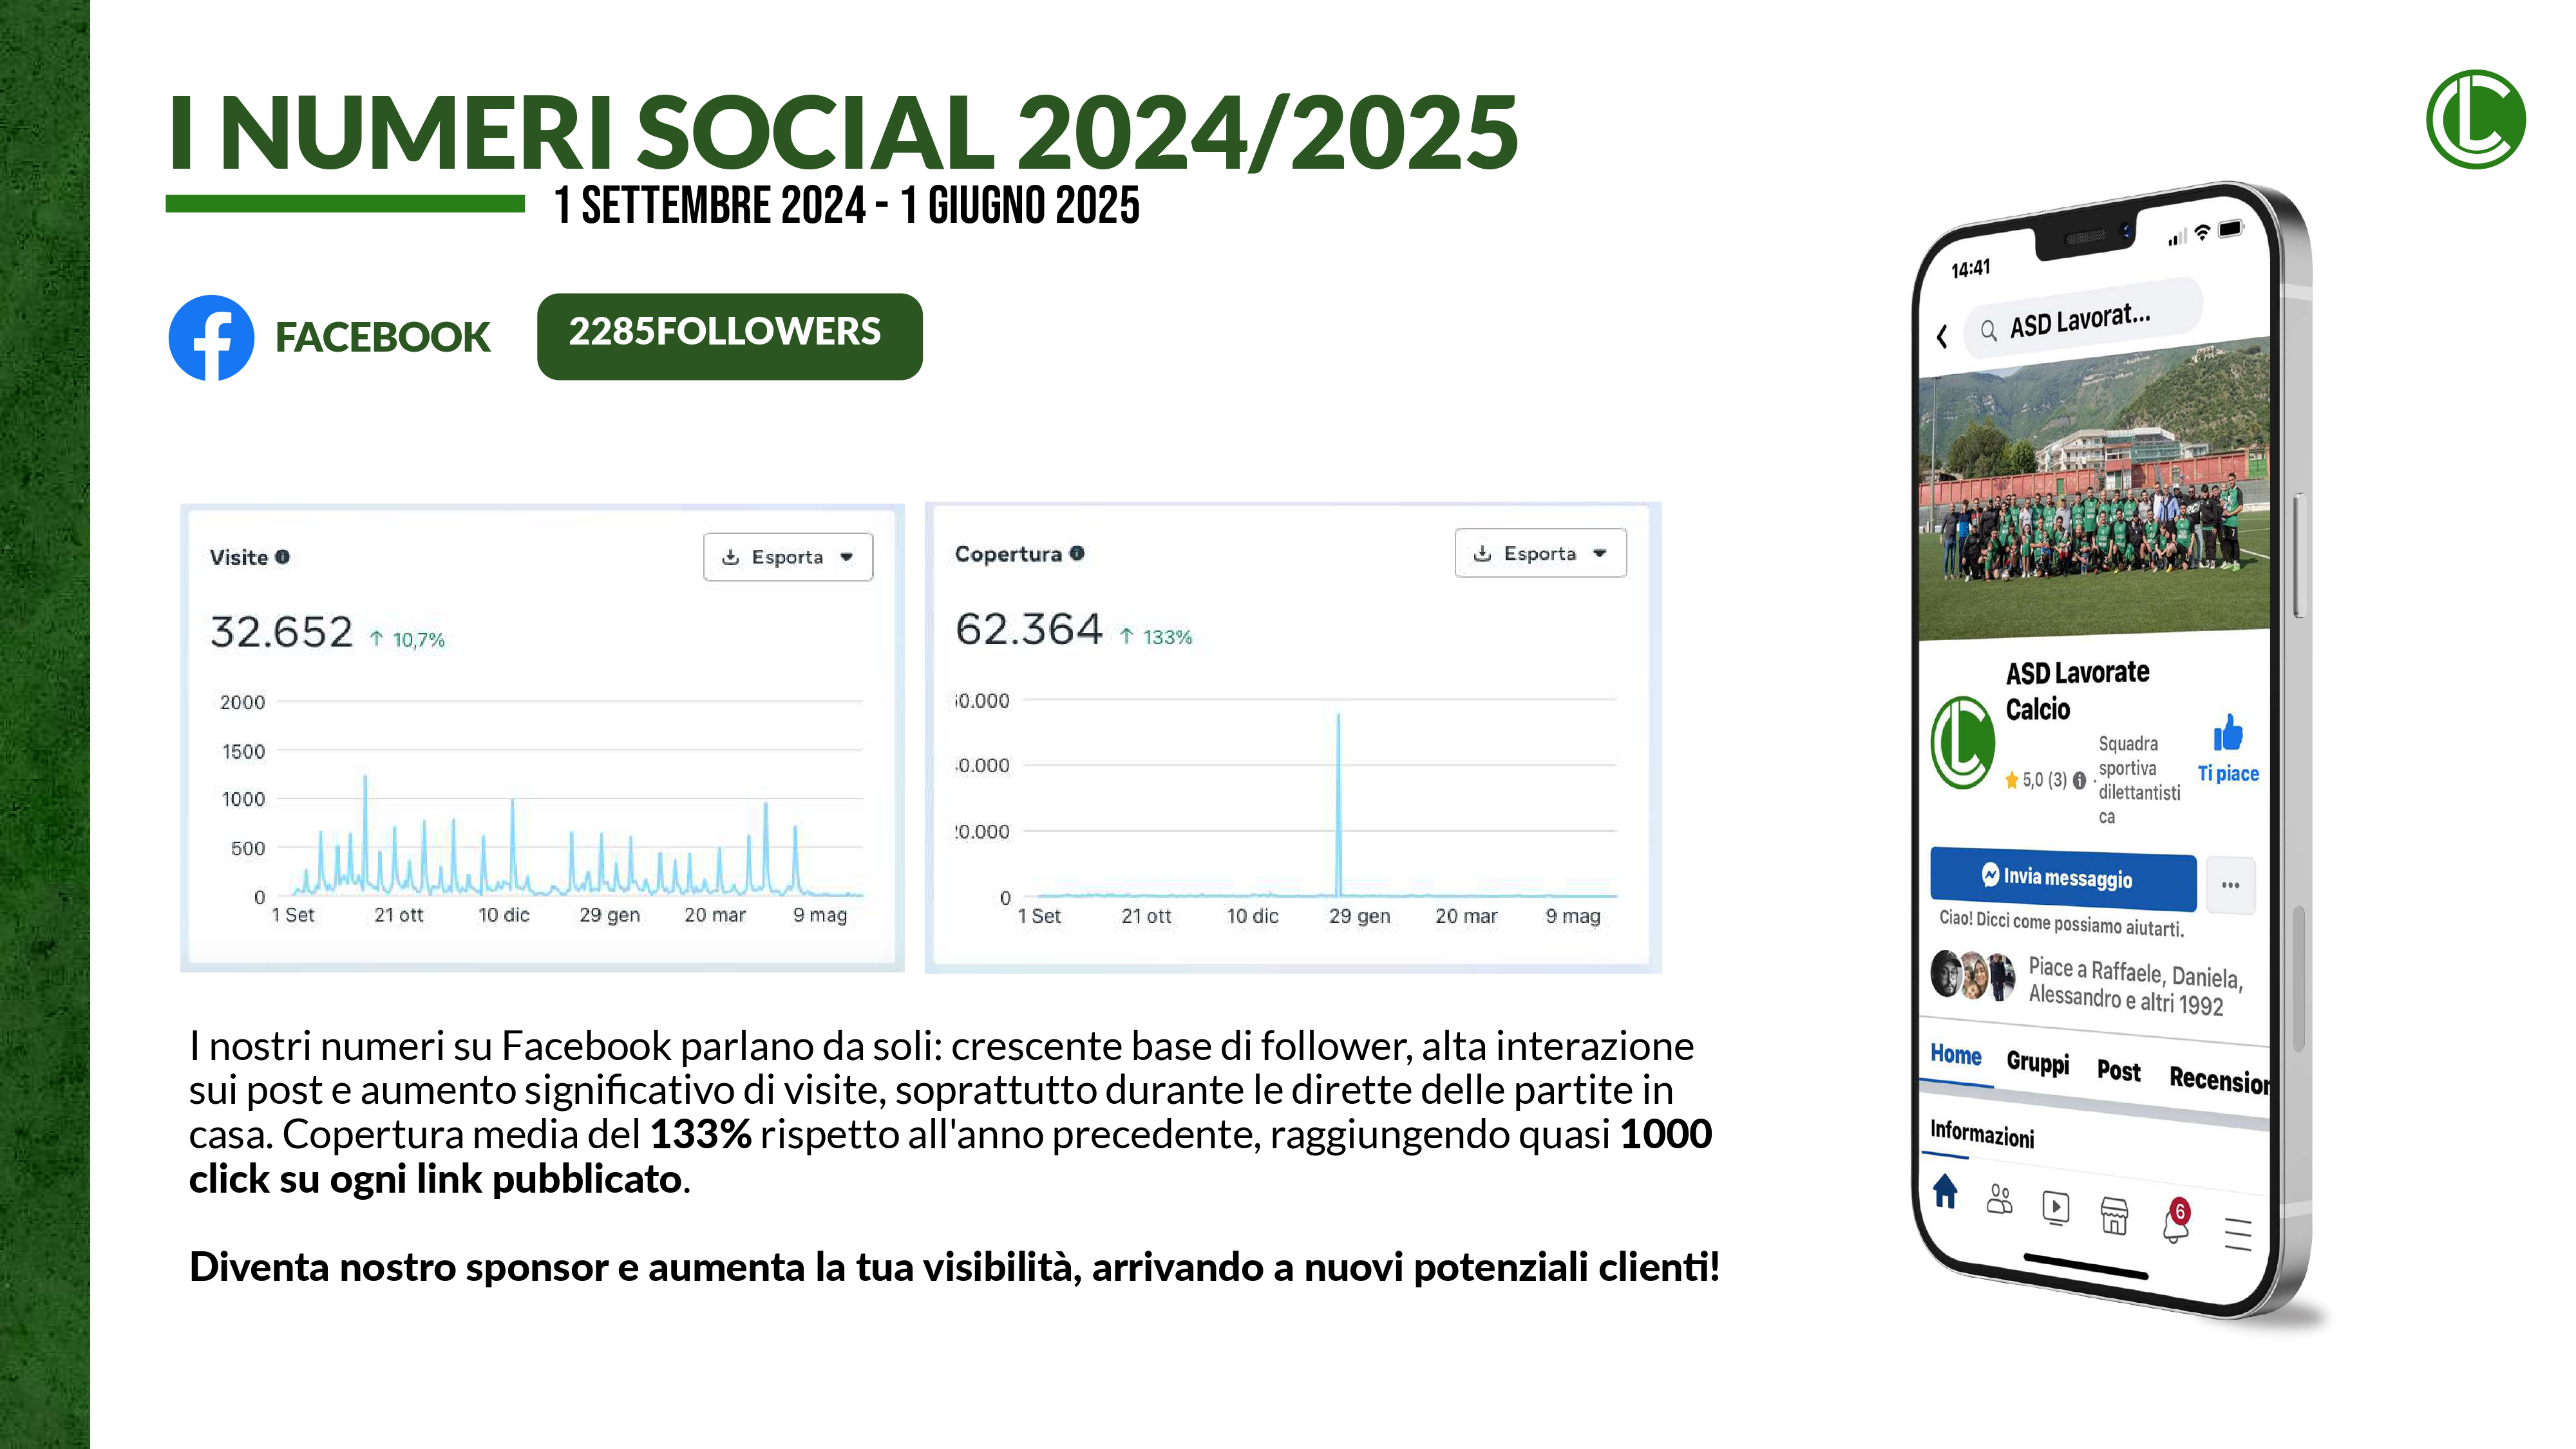 I NUMERI SOCIAL 2024/2025
1 SETTEMBRE 2024 - 1 GIUGNO 2025
FACEBOOK
2285FOLLOWERS
Visite
Esporta
32.652 ↑ 10,7%
2000
1500
1000
500
0
1 Set 21 ott 10 dic 29 gen 20 mar 9 mag
Copertura
Esporta
62.364 ↑ 133%
0.000
0.000
0.000
0
1 Set 21 ott 10 dic 29 gen 20 mar 9 mag
I nostri numeri su Facebook parlano da soli: crescente base di follower, alta interazione
sui post e aumento significativo di visite, soprattutto durante le dirette delle partite in
casa. Copertura media del 133% rispetto all'anno precedente, raggiungendo quasi 1000
click su ogni link pubblicato.
Diventa nostro sponsor e aumenta la tua visibilità, arrivando a nuovi potenziali clienti!
14:41
ASD Lavorat...
ASD Lavorate
Calcio
5,0 (3) ·
Squadra
sportiva
dilettantisti
ca
Ti piace
Invia messaggio
...
Ciao! Dicci come possiamo aiutarti.
Piace a Raffaele, Daniela,
Alessandro e altri 1992
Home Gruppi Post Recension
Informazioni
6